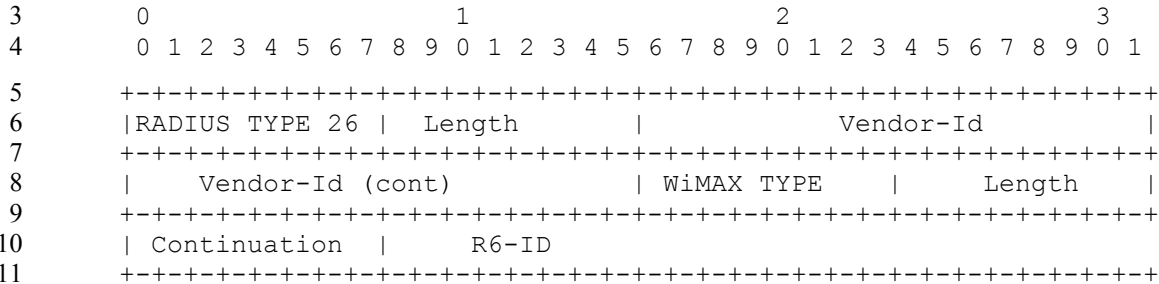 3 0                   1                   2                   3
4 0 1 2 3 4 5 6 7 8 9 0 1 2 3 4 5 6 7 8 9 0 1 2 3 4 5 6 7 8 9 0 1
5 +-+-+-+-+-+-+-+-+-+-+-+-+-+-+-+-+-+-+-+-+-+-+-+-+-+-+-+-+-+-+-+-+
6 |RADIUS TYPE 26 |  Length       |            Vendor-Id          |
7 +-+-+-+-+-+-+-+-+-+-+-+-+-+-+-+-+-+-+-+-+-+-+-+-+-+-+-+-+-+-+-+-+
8 |    Vendor-Id (cont)           | WiMAX TYPE    |     Length    |
9 +-+-+-+-+-+-+-+-+-+-+-+-+-+-+-+-+-+-+-+-+-+-+-+-+-+-+-+-+-+-+-+-+
10 | Continuation  |     R6-ID
11 +-+-+-+-+-+-+-+-+-+-+-+-+-+-+-+-+-+-+-+-+-+-+-+-+-+-+-+-+-+-+-+-+